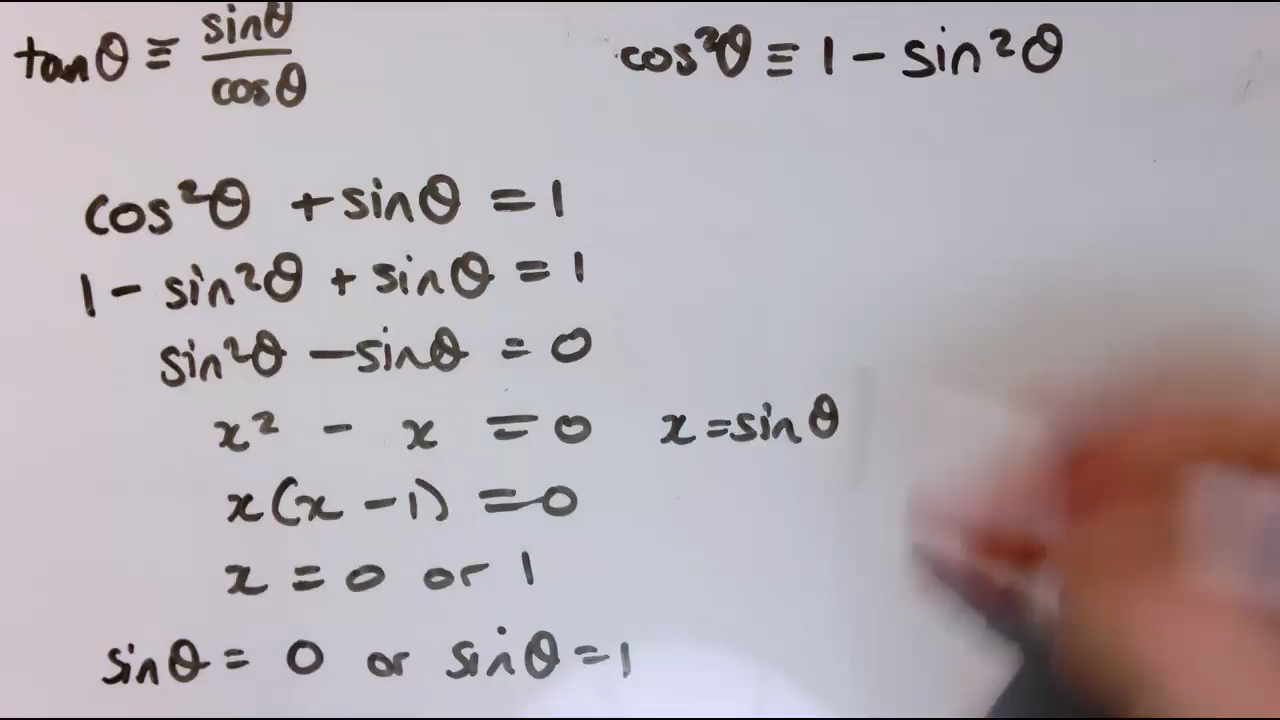 tanθ ≡ sinθ/cosθ
cos²θ ≡ 1 - sin²θ
cos²θ + sinθ = 1
1 - sin²θ + sinθ = 1
sin²θ - sinθ = 0
x² - x = 0 x = sinθ
x(x - 1) = 0
x = 0 or 1
sinθ = 0 or sinθ = 1